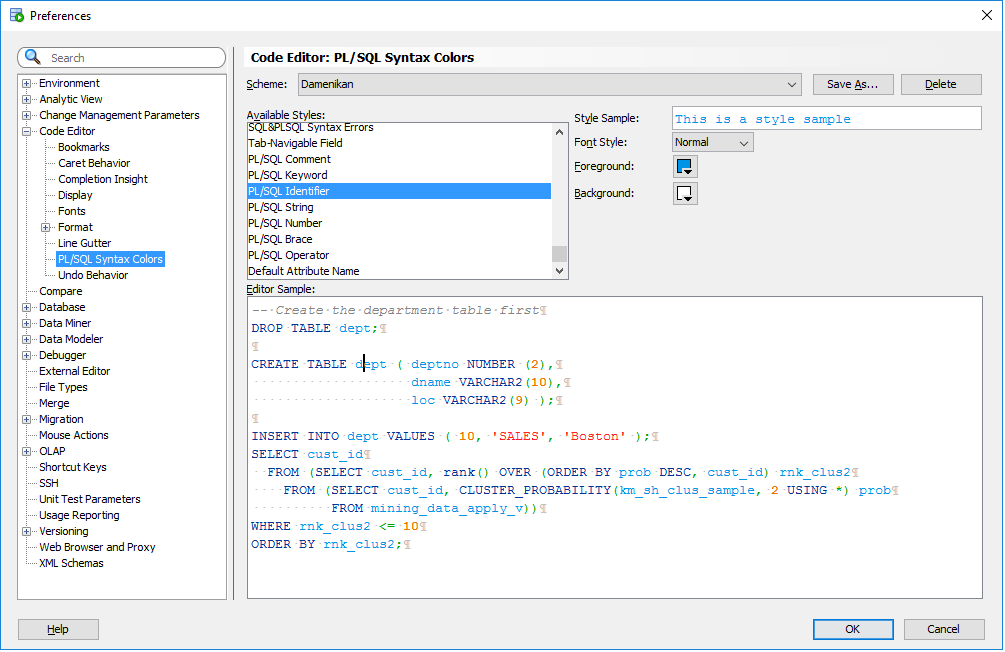 Preferences
Search
Environment
Analytic View
Change Management Parameters
Code Editor
Bookmarks
Caret Behavior
Completion Insight
Display
Fonts
Format
Line Gutter
PL/SQL Syntax Colors
Undo Behavior
Compare
Database
Data Miner
Data Modeler
Debugger
External Editor
File Types
Merge
Migration
Mouse Actions
OLAP
Shortcut Keys
SSH
Unit Test Parameters
Usage Reporting
Versioning
Web Browser and Proxy
XML Schemas
Code Editor: PL/SQL Syntax Colors
Scheme: Damenikan Save As... Delete
Available Styles:
SQL&PLSQL Syntax Errors
Tab-Navigable Field
PL/SQL Comment
PL/SQL Keyword
PL/SQL Identifier
PL/SQL String
PL/SQL Number
PL/SQL Brace
PL/SQL Operator
Default Attribute Name
Style Sample: This is a style sample
Font Style: Normal
Foreground:
Background:
Editor Sample:
--·Create·the·department·table·first¶
DROP·TABLE·dept;¶
¶
CREATE·TABLE·dept·(·deptno·NUMBER·(2),¶
····················dname·VARCHAR2(10),¶
····················loc·VARCHAR2(9)·);¶
¶
INSERT·INTO·dept·VALUES·(·10,·'SALES',·'Boston'·);¶
SELECT·cust_id¶
··FROM·(SELECT·cust_id,·rank()·OVER·(ORDER·BY·prob·DESC,·cust_id)·rnk_clus2¶
····FROM·(SELECT·cust_id,·CLUSTER_PROBABILITY(km_sh_clus_sample,·2·USING·*)·prob¶
··········FROM·mining_data_apply_v))¶
WHERE·rnk_clus2·<=·10¶
ORDER·BY·rnk_clus2;¶
Help OK Cancel